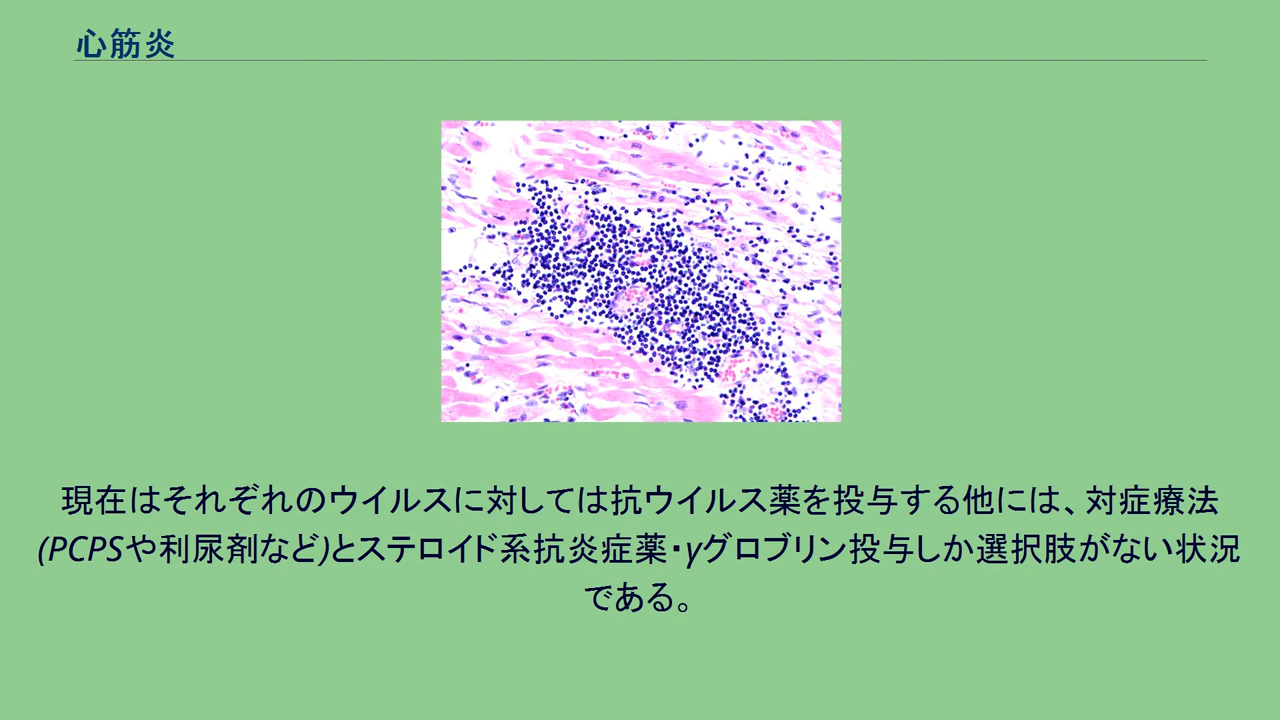 心筋炎
現在はそれぞれのウイルスに対しては抗ウイルス薬を投与する他には、対症療法
(PCPSや利尿剤など)とステロイド系抗炎症薬・γグロブリン投与しか選択肢がない状況
である。